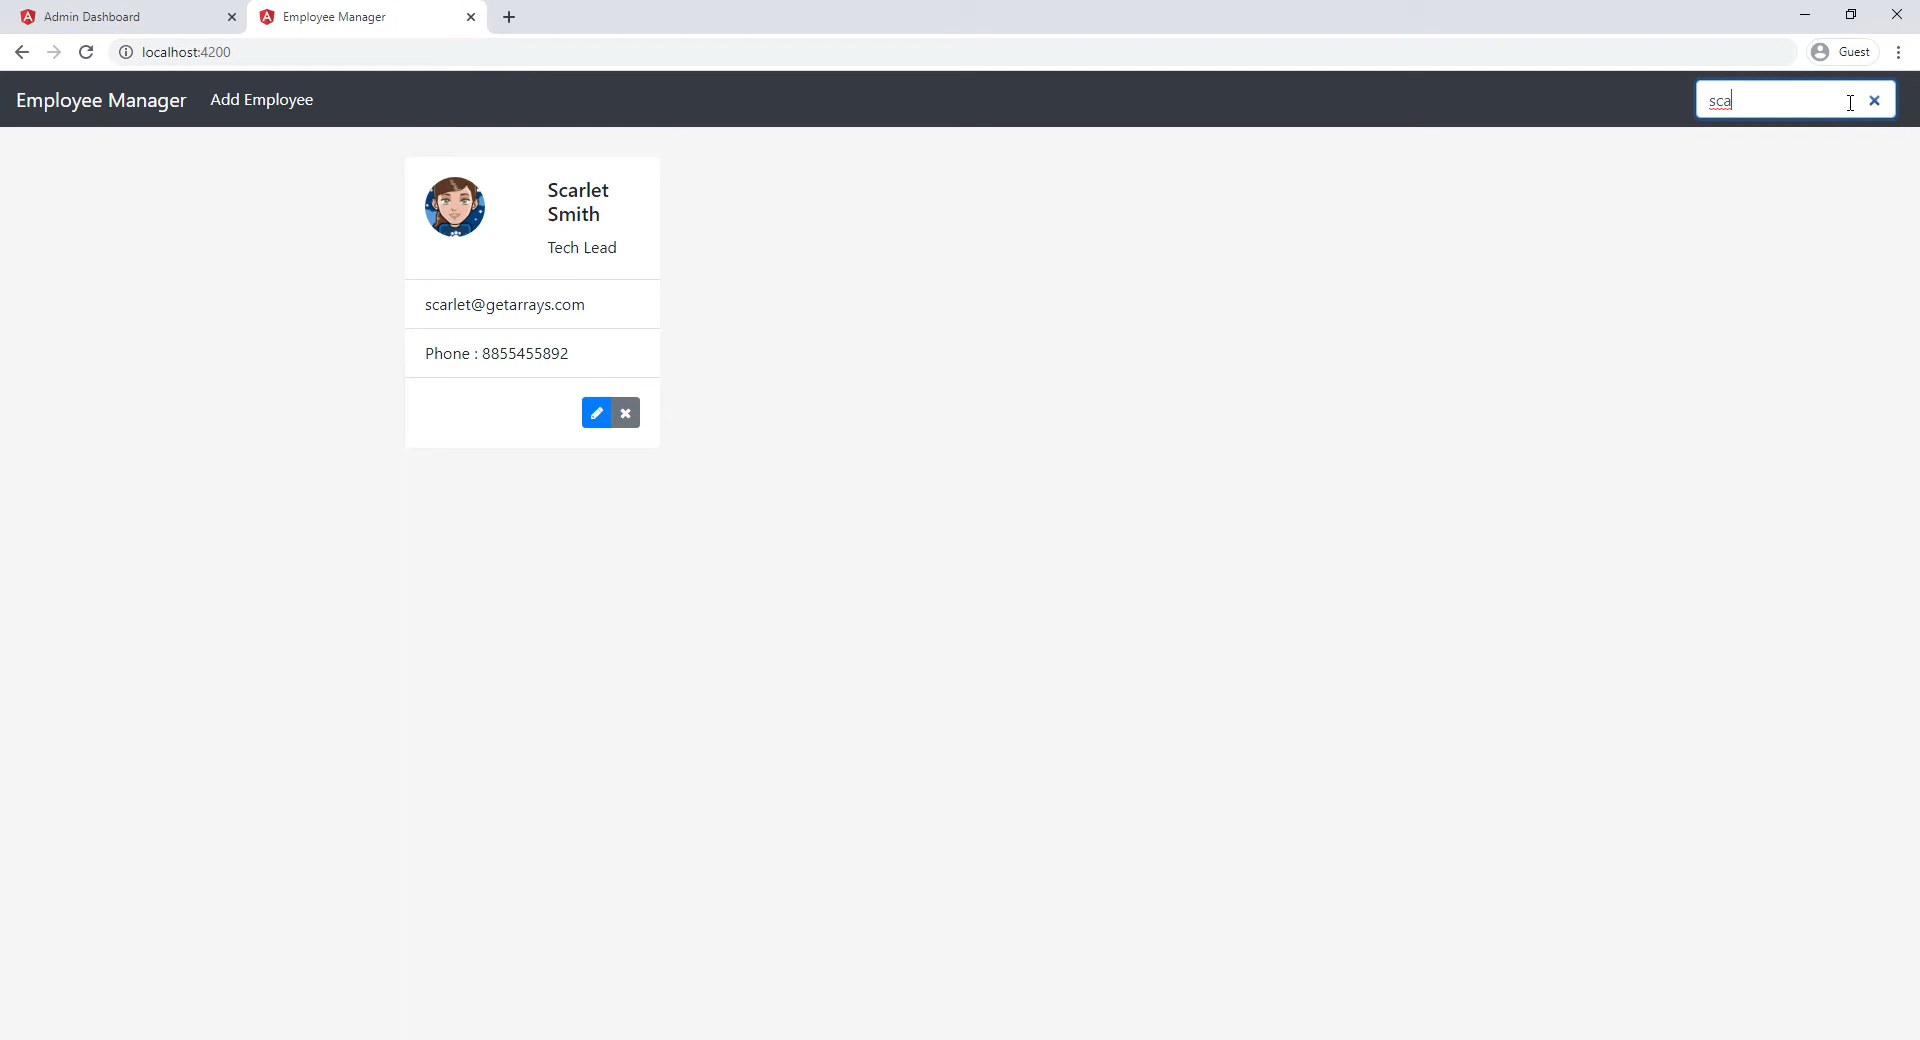 Admin Dashboard
Employee Manager
localhost:4200
Guest
Employee Manager
Add Employee
sca
Scarlet
Smith
Tech Lead
scarlet@getarrays.com
Phone : 8855455892